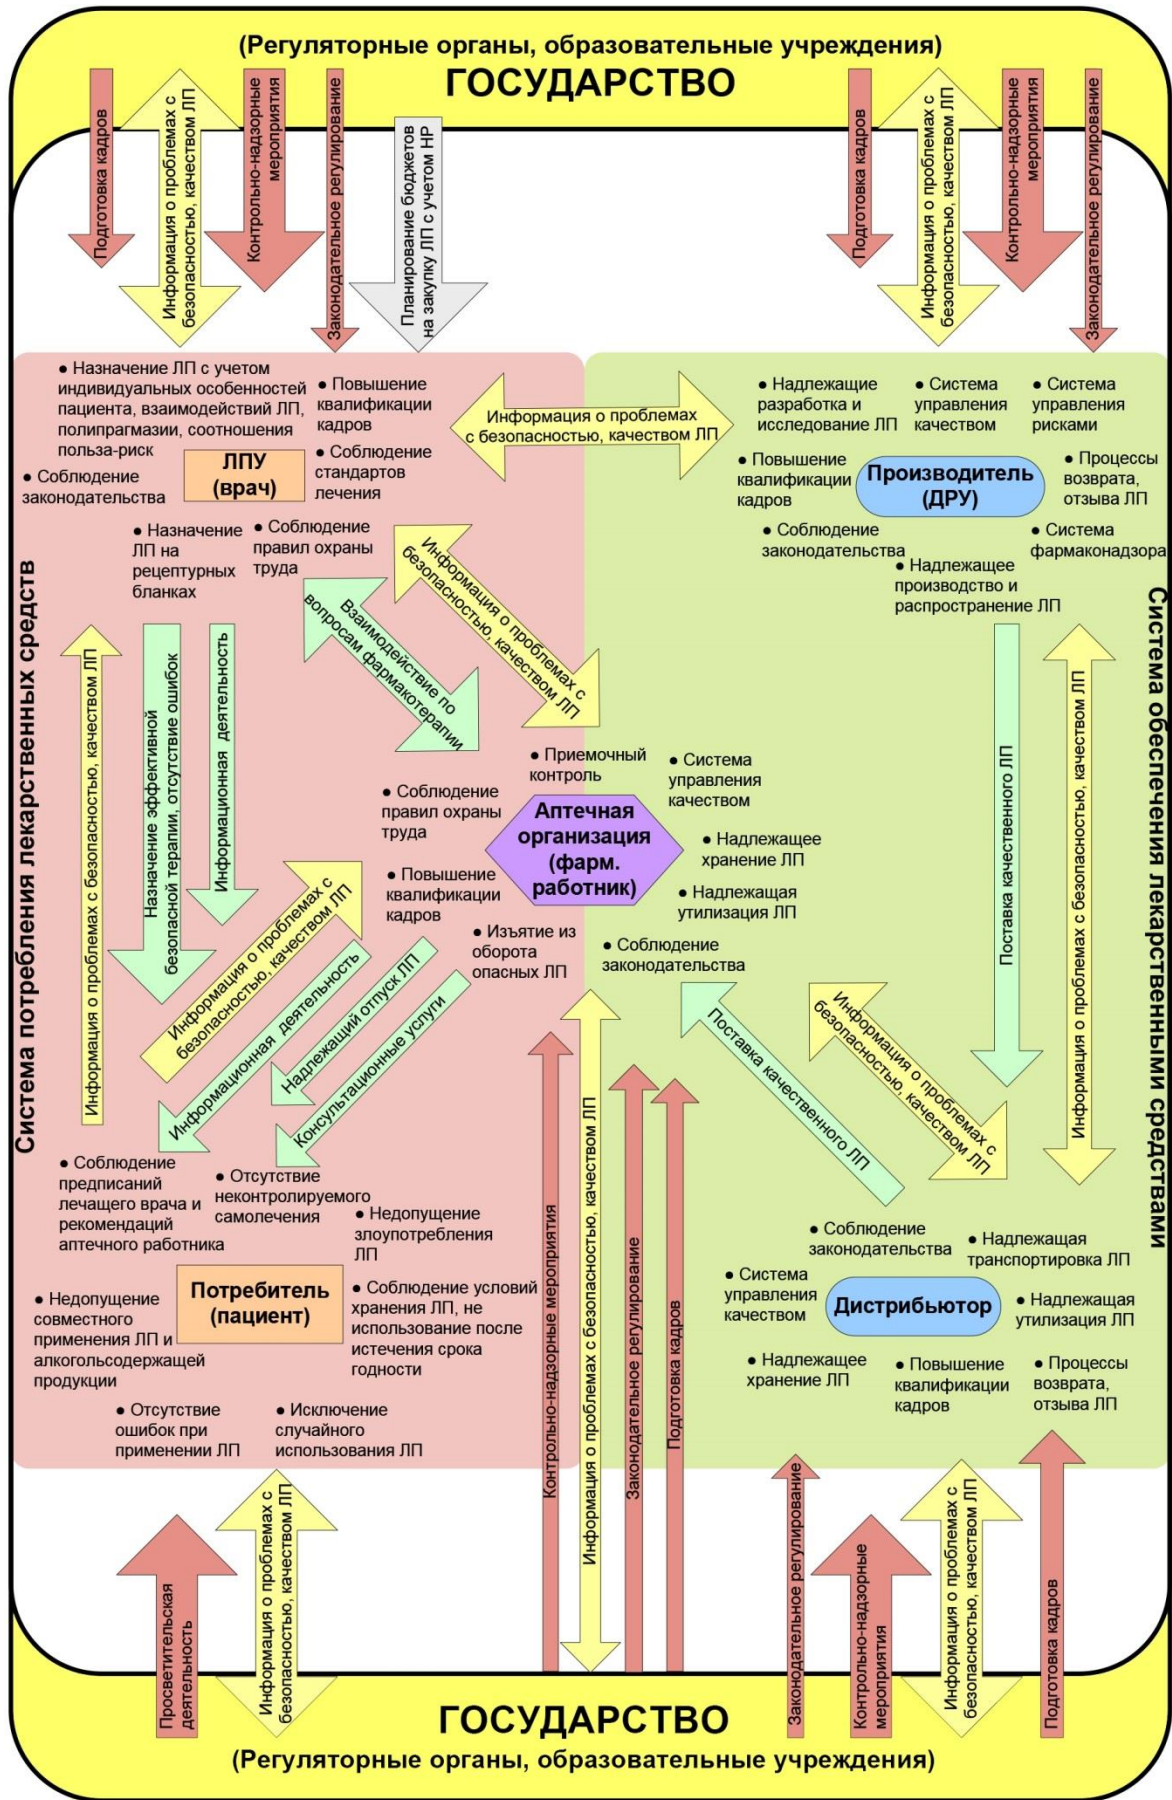 (Регуляторные органы, образовательные учреждения)
ГОСУДАРСТВО
Подготовка кадров
Информация о проблемах с
безопасностью, качеством ЛП
Контрольно-надзорные
мероприятия
Законодательное регулирование
Планирование бюджетов
на закупку ЛП с учетом НР
Подготовка кадров
Информация о проблемах с
безопасностью, качеством ЛП
Контрольно-надзорные
мероприятия
Законодательное регулирование
Система потребления лекарственных средств
● Назначение ЛП с учетом
индивидуальных особенностей
пациента, взаимодействий ЛП,
полипрагмазии, соотношения
польза-риск
● Повышение
квалификации
кадров
ЛПУ
(врач)
● Соблюдение
стандартов
лечения
● Соблюдение
законодательства
● Назначение
ЛП на
рецептурных
бланках
● Соблюдение
правил охраны
труда
Информация о проблемах
с безопасностью, качеством ЛП
Система обеспечения лекарственными средствами
● Надлежащие
разработка и
исследование ЛП
● Система
управления
качеством
● Система
управления
рисками
● Повышение
квалификации
кадров
Производитель
(ДРУ)
● Процессы
возврата,
отзыва ЛП
● Соблюдение
законодательства
● Система
фармаконадзора
● Надлежащее
производство и
распространение ЛП
Информация о проблемах с
безопасностью, качеством ЛП
Взаимодействие по
вопросам фармакотерапии
Информация о проблемах с безопасностью, качеством ЛП
Назначение эффективной
безопасной терапии, отсутствие ошибок
Информационная деятельность
Поставка качественного ЛП
Информация о проблемах с безопасностью, качеством ЛП
● Приемочный
контроль
● Система
управления
качеством
● Соблюдение
правил охраны
труда
Аптечная
организация
(фарм.
работник)
● Надлежащее
хранение ЛП
● Повышение
квалификации
кадров
● Надлежащая
утилизация ЛП
● Изъятие из
оборота
опасных ЛП
● Соблюдение
законодательства
Информация о проблемах с
безопасностью, качеством ЛП
Информационная деятельность
Надлежащий отпуск ЛП
Консультационные услуги
Поставка качественного ЛП
Информация о проблемах с
безопасностью, качеством ЛП
● Соблюдение
предписаний
лечащего врача и
рекомендаций
аптечного работника
● Отсутствие
неконтролируемого
самолечения
● Недопущение
злоупотребления
ЛП
Потребитель
(пациент)
● Недопущение
совместного
применения ЛП и
алкогольсодержащей
продукции
● Соблюдение условий
хранения ЛП, не
использование после
истечения срока
годности
● Отсутствие
ошибок при
применении ЛП
● Исключение
случайного
использования ЛП
Контрольно-надзорные мероприятия
Информация о проблемах с безопасностью, качеством ЛП
Законодательное регулирование
Подготовка кадров
● Соблюдение
законодательства
● Надлежащая
транспортировка ЛП
● Система
управления
качеством
Дистрибьютор
● Надлежащая
утилизация ЛП
● Надлежащее
хранение ЛП
● Повышение
квалификации
кадров
● Процессы
возврата,
отзыва ЛП
Просветительская
деятельность
Информация о проблемах с
безопасностью, качеством ЛП
Законодательное регулирование
Контрольно-надзорные
мероприятия
Информация о проблемах с
безопасностью, качеством ЛП
Подготовка кадров
ГОСУДАРСТВО
(Регуляторные органы, образовательные учреждения)